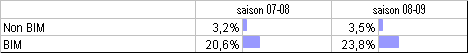 saison 07-08 saison 08-09
Non BIM 3,2% 3,5%
BIM 20,6% 23,8%